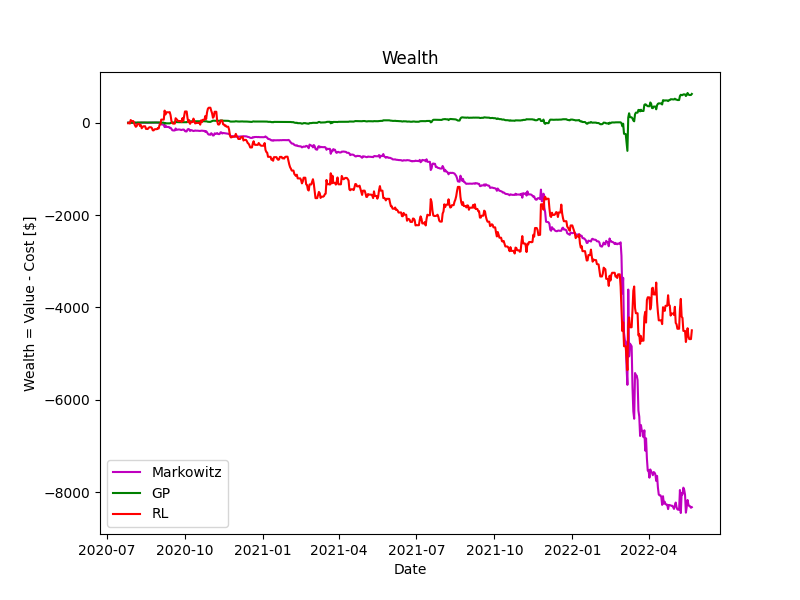 Wealth
Wealth = Value - Cost [$]
0
−2000
−4000
−6000
−8000
Markowitz
GP
RL
2020-07 2020-10 2021-01 2021-04 2021-07 2021-10 2022-01 2022-04
Date